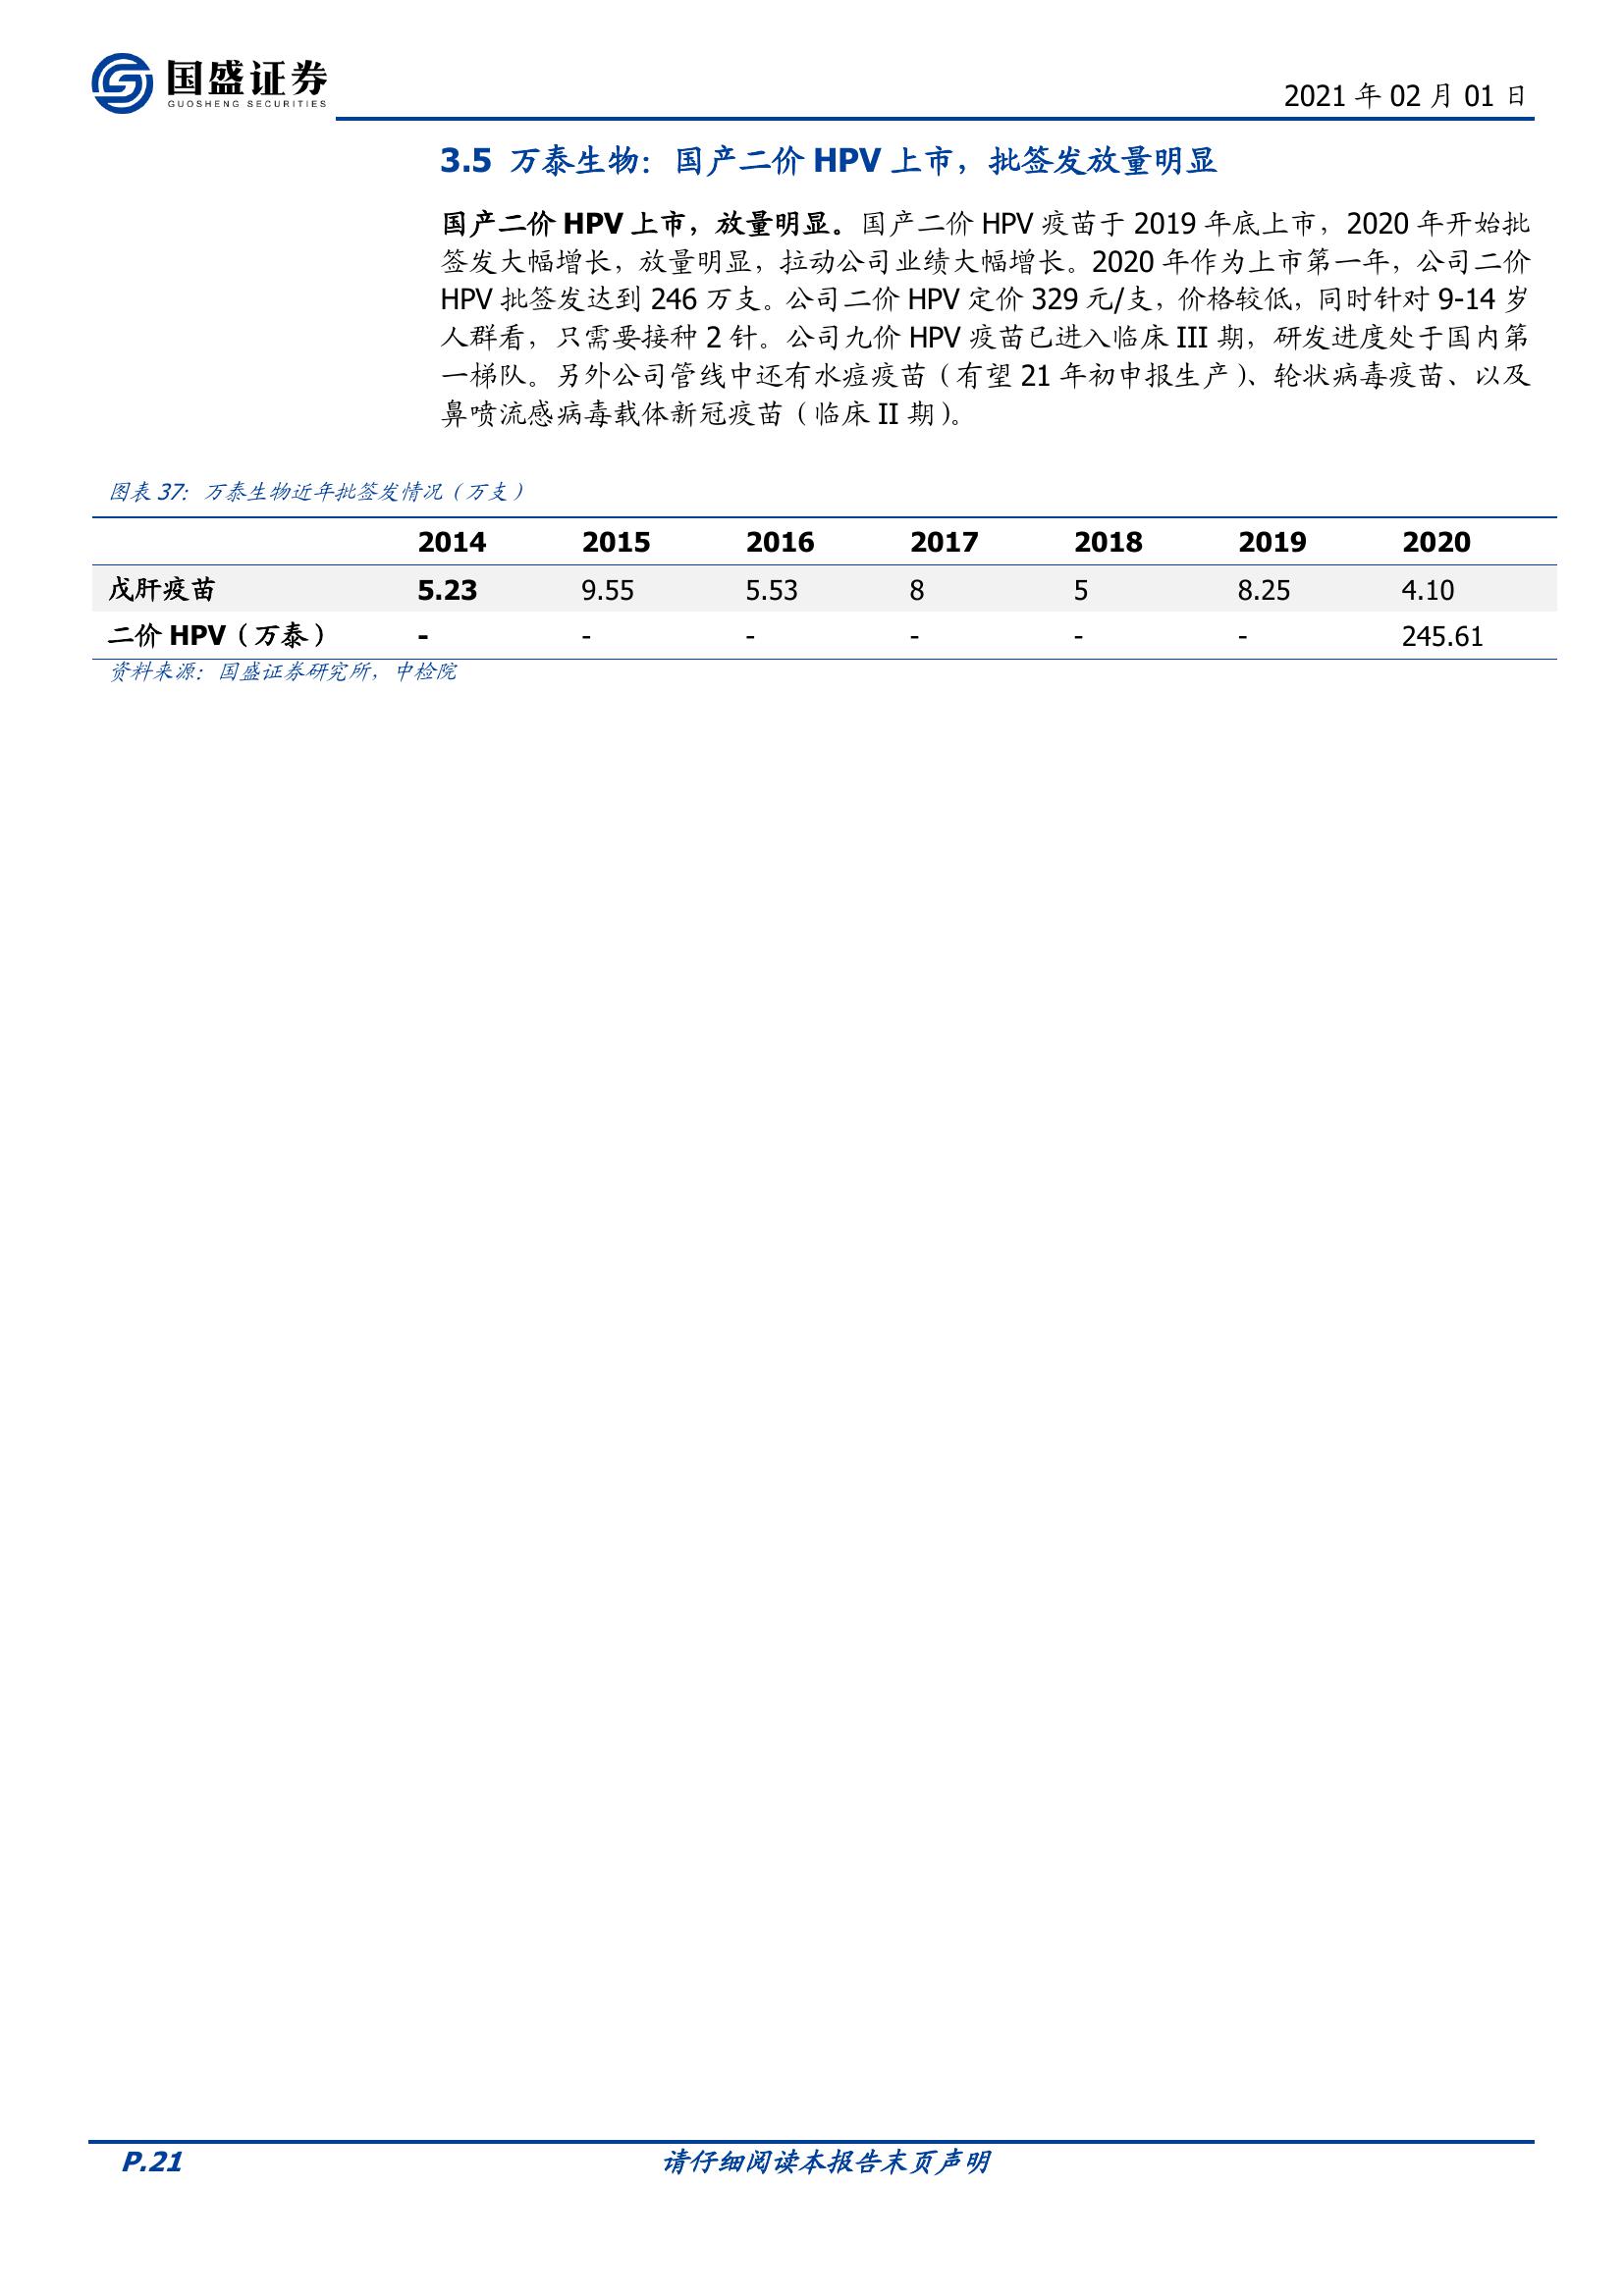 国盛证券
GUOSHENG SECURITIES
2021 年 02 月 01 日
3.5 万泰生物：国产二价 HPV 上市，批签发放量明显
国产二价 HPV 上市，放量明显。国产二价 HPV 疫苗于 2019 年底上市，2020 年开始批
签发大幅增长，放量明显，拉动公司业绩大幅增长。2020 年作为上市第一年，公司二价
HPV 批签发达到 246 万支。公司二价 HPV 定价 329 元/支，价格较低，同时针对 9-14 岁
人群看，只需要接种 2 针。公司九价 HPV 疫苗已进入临床 III 期，研发进度处于国内第
一梯队。另外公司管线中还有水痘疫苗（有望 21 年初申报生产）、轮状病毒疫苗、以及
鼻喷流感病毒载体新冠疫苗（临床 II 期）。
图表 37：万泰生物近年批签发情况（万支）
2014 2015 2016 2017 2018 2019 2020
戊肝疫苗 5.23 9.55 5.53 8 5 8.25 4.10
二价 HPV（万泰） - - - - - - 245.61
资料来源：国盛证券研究所，中检院
P.21 请仔细阅读本报告末页声明